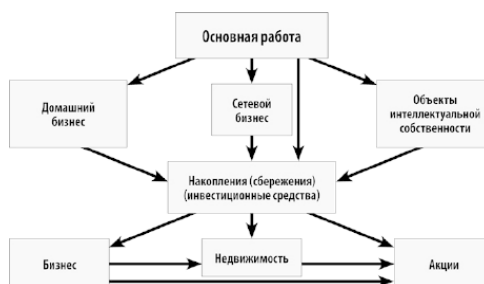 Основная работа
Домашний
бизнес
Сетевой
бизнес
Объекты
интеллектуальной
собственности
Накопления (сбережения)
(инвестиционные средства)
Бизнес
Недвижимость
Акции